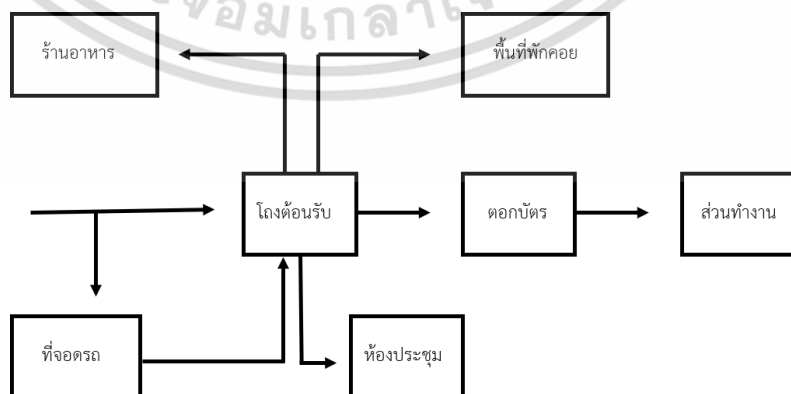 ร้านอาหาร
พื้นที่พักคอย
โถงต้อนรับ
ตอกบัตร
ส่วนทำงาน
ที่จอดรถ
ห้องประชุม